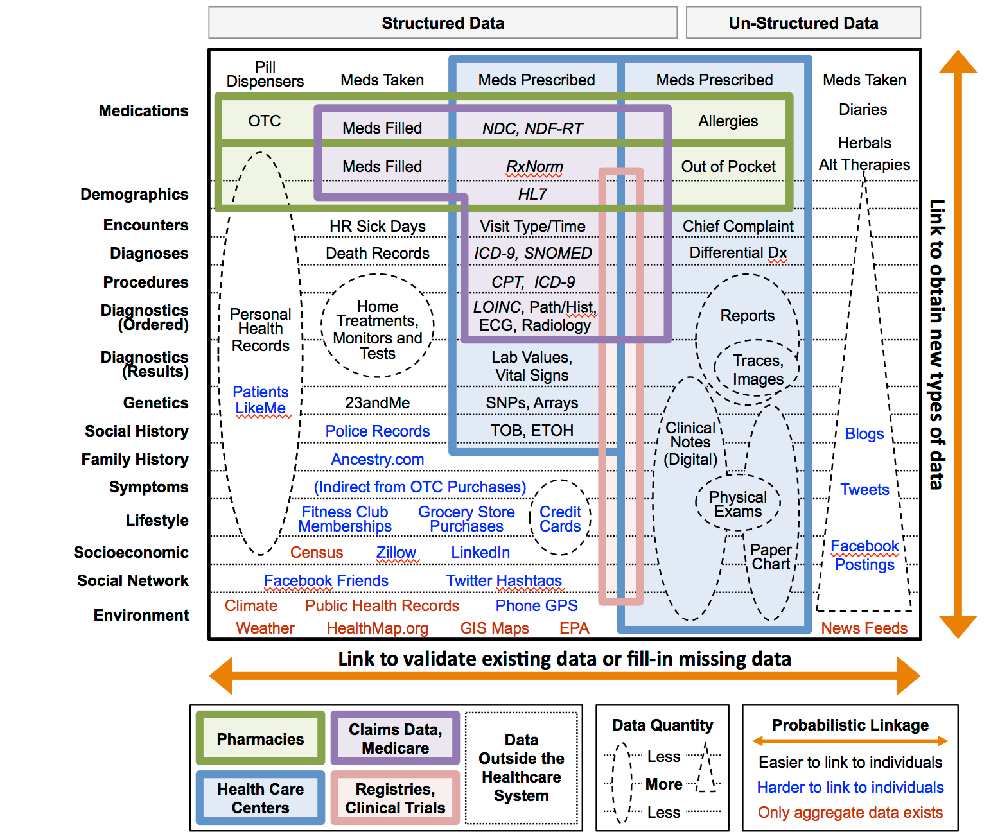 Structured Data
Un-Structured Data
Pill
Dispensers
Meds Taken
Meds Prescribed
Meds Prescribed
Meds Taken
Medications
OTC
Meds Filled
NDC, NDF-RT
Allergies
Diaries
Herbals
Meds Filled
RxNorm
Out of Pocket
Alt Therapies
Demographics
HL7
Encounters
HR Sick Days
Visit Type/Time
Chief Complaint
Diagnoses
Death Records
ICD-9, SNOMED
Differential Dx
Procedures
CPT, ICD-9
Diagnostics
(Ordered)
Personal
Health
Records
Home
Treatments,
Monitors and
Tests
LOINC, Path/Hist,
ECG, Radiology
Reports
Diagnostics
(Results)
Lab Values,
Vital Signs
Traces,
Images
Patients
LikeMe
Genetics
23andMe
SNPs, Arrays
Social History
Police Records
TOB, ETOH
Clinical
Notes
(Digital)
Blogs
Family History
Ancestry.com
Symptoms
(Indirect from OTC Purchases)
Physical
Exams
Tweets
Lifestyle
Fitness Club
Memberships
Grocery Store
Purchases
Credit
Cards
Socioeconomic
Census
Zillow
LinkedIn
Paper
Chart
Facebook
Postings
Social Network
Facebook Friends
Twitter Hashtags
Environment
Climate
Public Health Records
Phone GPS
Weather
HealthMap.org
GIS Maps
EPA
News Feeds
Link to obtain new types of data
Link to validate existing data or fill-in missing data
Pharmacies
Claims Data,
Medicare
Health Care
Centers
Registries,
Clinical Trials
Data
Outside the
Healthcare
System
Data Quantity
Less
More
Less
Probabilistic Linkage
Easier to link to individuals
Harder to link to individuals
Only aggregate data exists